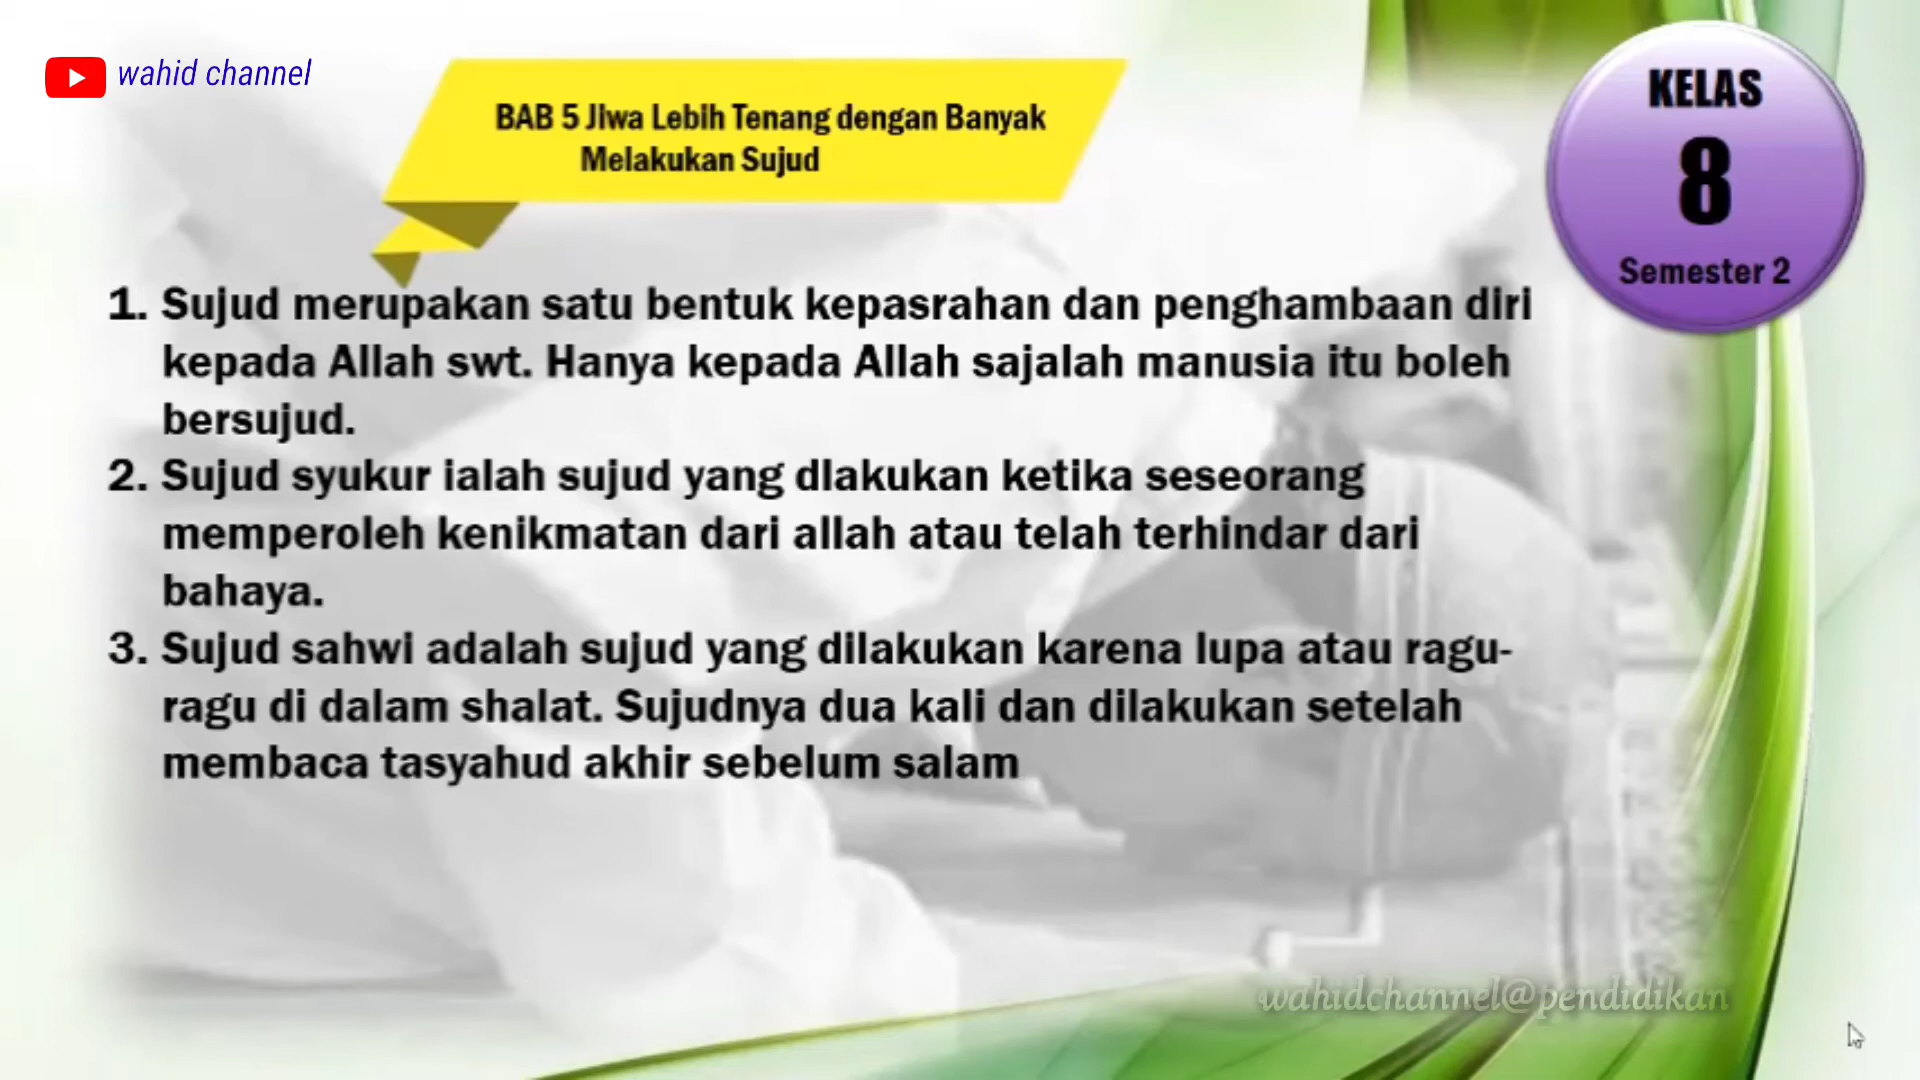 wahid channel
BAB 5 JIwa Lebih Tenang dengan Banyak
Melakukan Sujud
KELAS
8
Semester 2
1. Sujud merupakan satu bentuk kepasrahan dan penghambaan diri
kepada Allah swt. Hanya kepada Allah sajalah manusia itu boleh
bersujud.
2. Sujud syukur ialah sujud yang dlakukan ketika seseorang
memperoleh kenikmatan dari allah atau telah terhindar dari
bahaya.
3. Sujud sahwi adalah sujud yang dilakukan karena lupa atau ragu-
ragu di dalam shalat. Sujudnya dua kali dan dilakukan setelah
membaca tasyahud akhir sebelum salam
wahidchannel@pendidikan